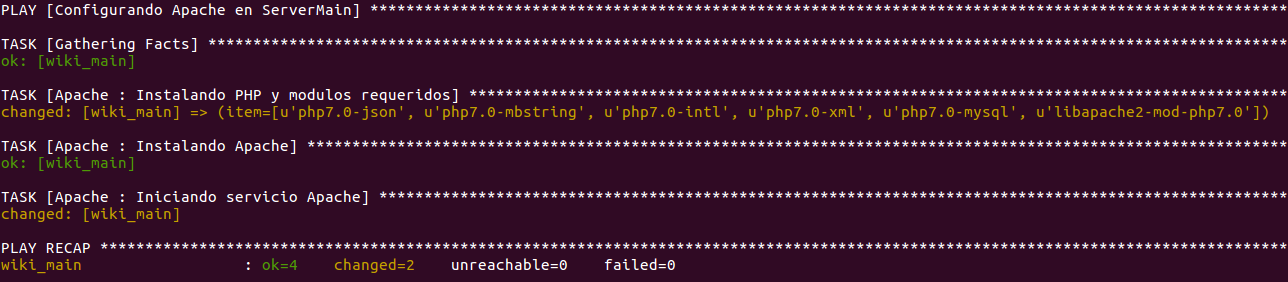 PLAY [Configurando Apache en ServerMain] ******************************************************************************************************
TASK [Gathering Facts] ************************************************************************************************************************
ok: [wiki_main]
TASK [Apache : Instalando PHP y modulos requeridos] *******************************************************************************************
changed: [wiki_main] => (item=[u'php7.0-json', u'php7.0-mbstring', u'php7.0-intl', u'php7.0-xml', u'php7.0-mysql', u'libapache2-mod-php7.0'])
TASK [Apache : Instalando Apache] *************************************************************************************************************
ok: [wiki_main]
TASK [Apache : Iniciando servicio Apache] *****************************************************************************************************
changed: [wiki_main]
PLAY RECAP ************************************************************************************************************************************
wiki_main                  : ok=4    changed=2    unreachable=0    failed=0